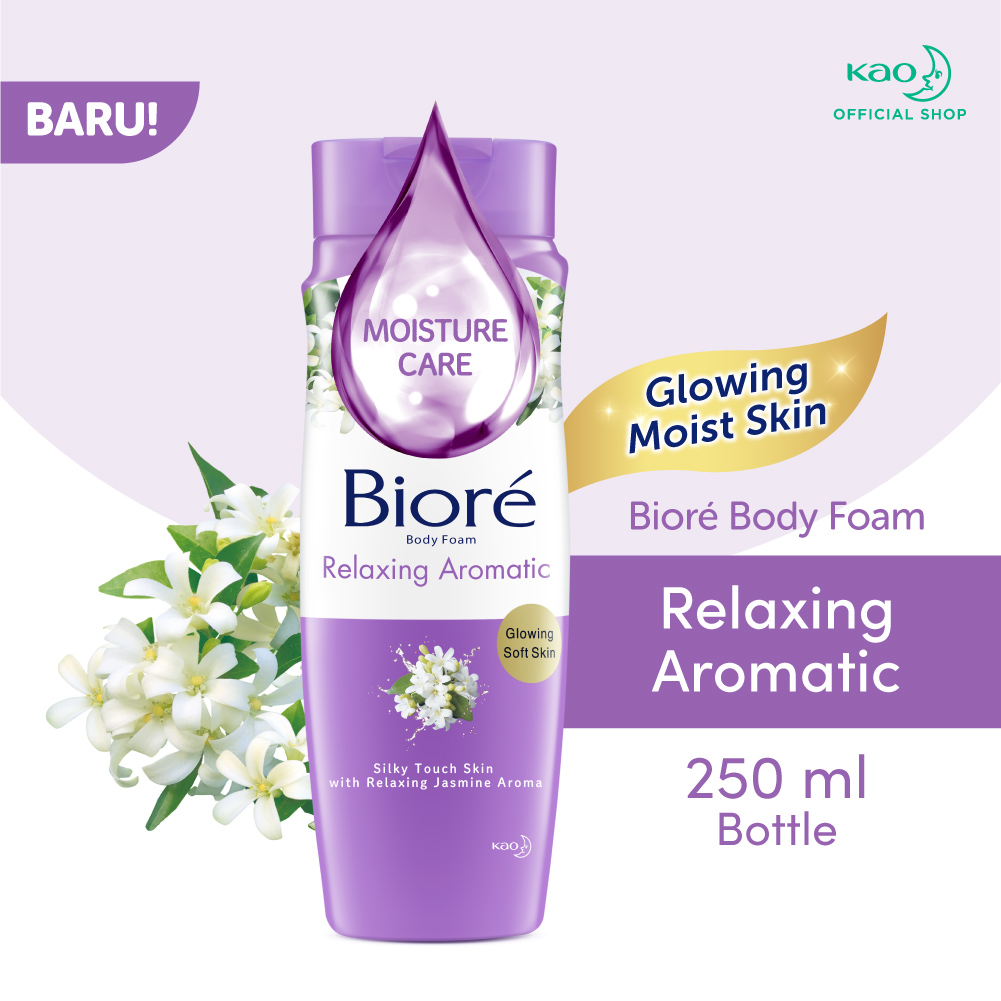 BARU!
Kao
OFFICIAL SHOP
MOISTURE
CARE
Glowing
Moist Skin
Bioré
Body Foam
Relaxing Aromatic
Bioré Body Foam
Relaxing
Aromatic
Glowing
Soft Skin
Silky Touch Skin
with Relaxing Jasmine Aroma
Kao
250 ml
Bottle